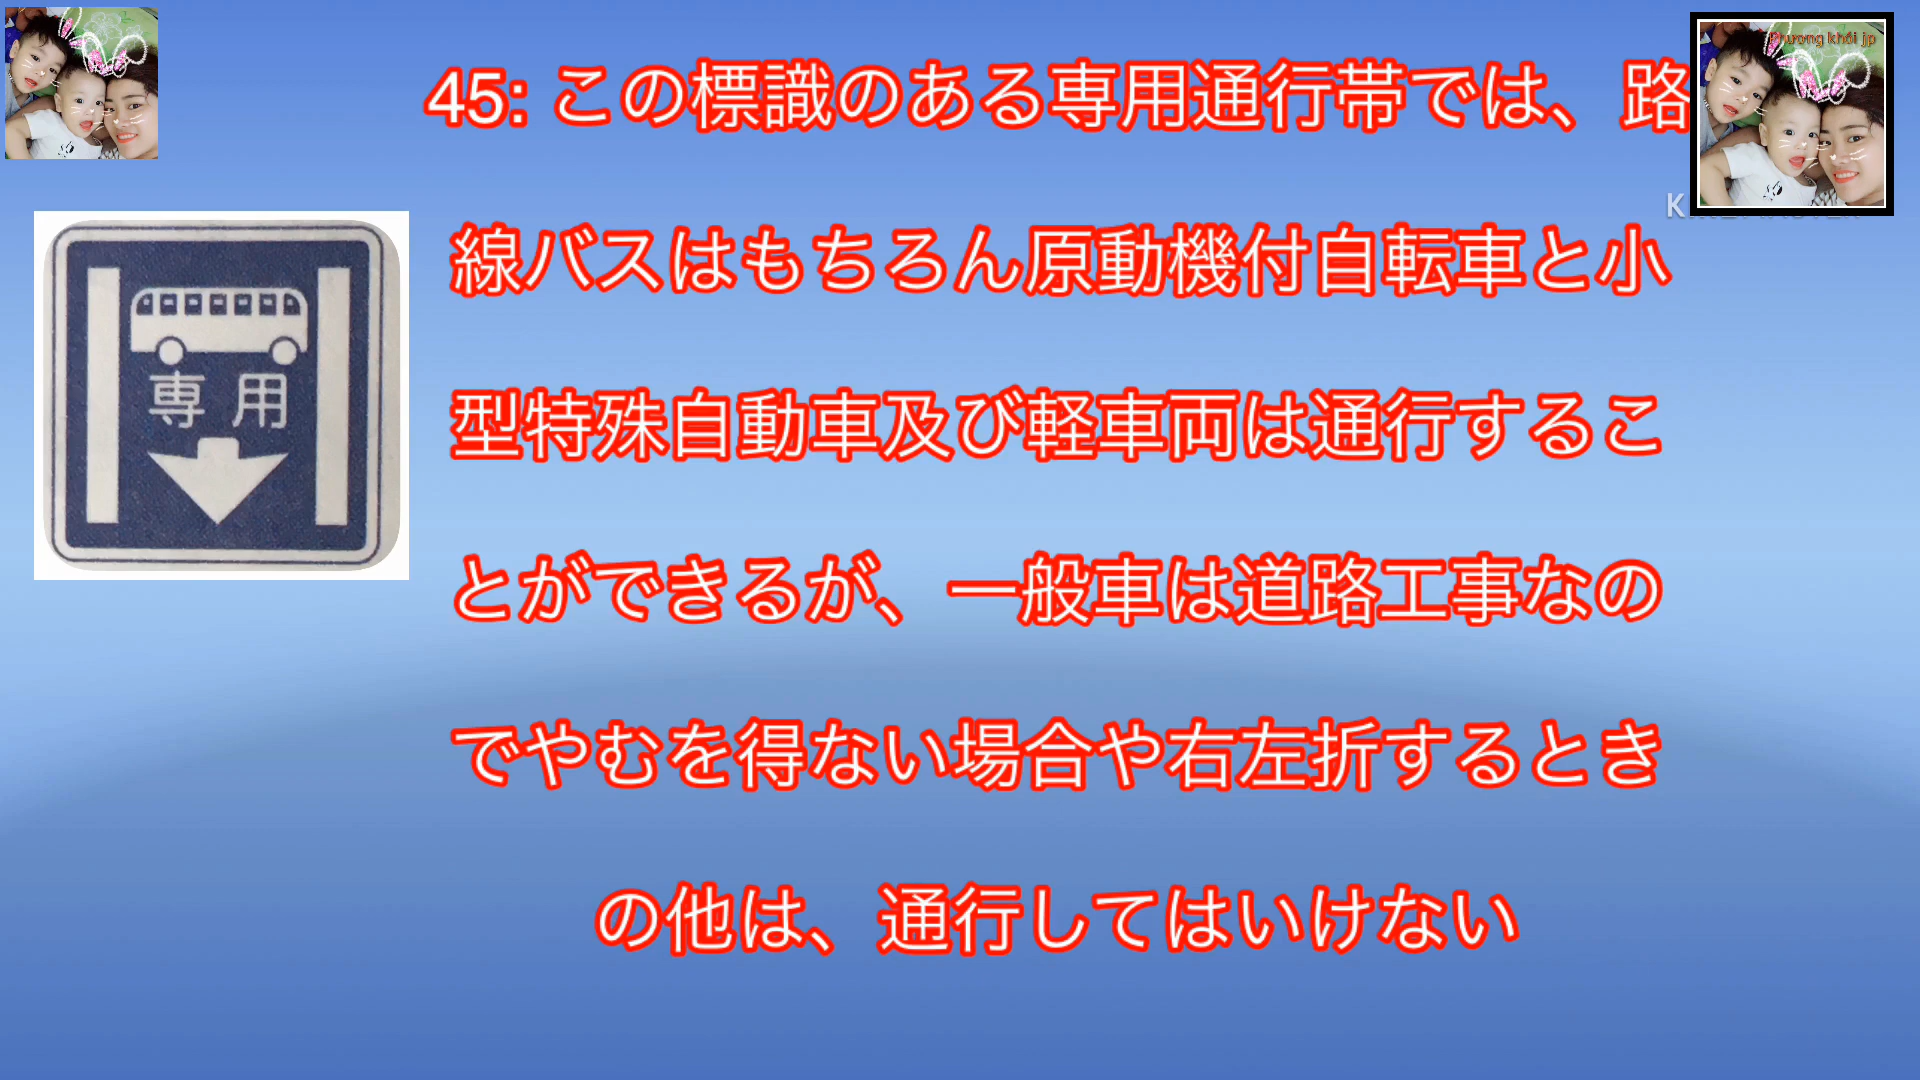 Phương khôi jp
45: この標識のある専用通行帯では、路
線バスはもちろん原動機付自転車と小
型特殊自動車及び軽車両は通行するこ
とができるが、一般車は道路工事なの
でやむを得ない場合や右左折するとき
の他は、通行してはいけない
専用